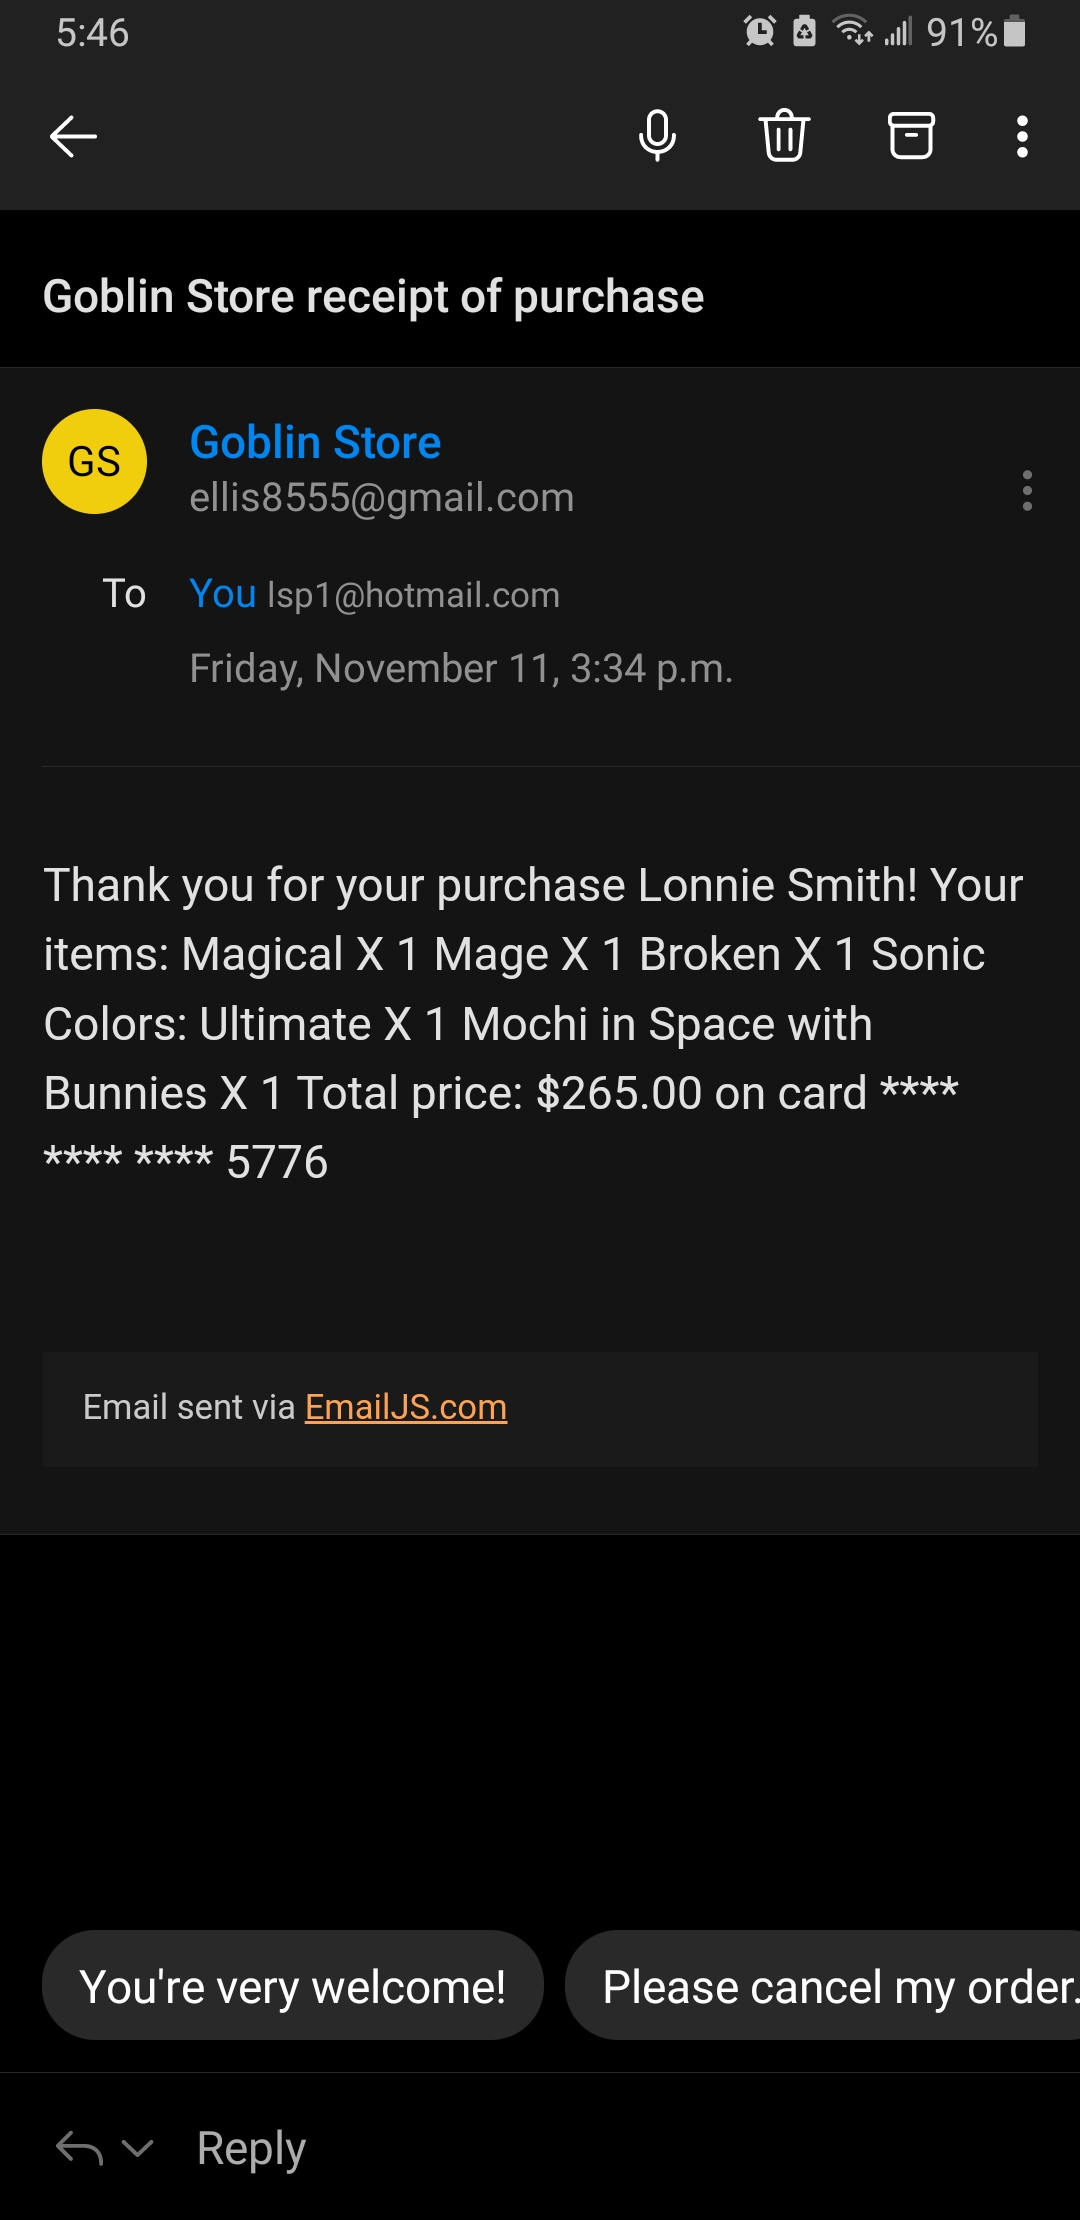 5:46 91%
Goblin Store receipt of purchase
GS
Goblin Store
ellis8555@gmail.com
To You lsp1@hotmail.com
Friday, November 11, 3:34 p.m.
Thank you for your purchase Lonnie Smith! Your
items: Magical X 1 Mage X 1 Broken X 1 Sonic
Colors: Ultimate X 1 Mochi in Space with
Bunnies X 1 Total price: $265.00 on card ****
**** **** 5776
Email sent via EmailJS.com
You're very welcome! Please cancel my order.
Reply